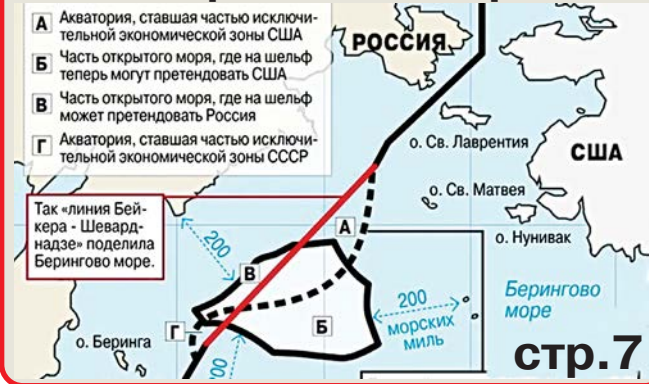 А Акватория, ставшая частью исключи-
тельной экономической зоны США
Б Часть открытого моря, где на шельф
теперь могут претендовать США
В Часть открытого моря, где на шельф
может претендовать Россия
Г Акватория, ставшая частью исключи-
тельной экономической зоны СССР
РОССИЯ
о. Св. Лаврентия
США
о. Св. Матвея
о. Нунивак
Так «линия Бей-
кера - Шевард-
надзе» поделила
Берингово море.
200
А
В
Б
Г
200
морских
миль
Берингово
море
о. Беринга
200
стр.7